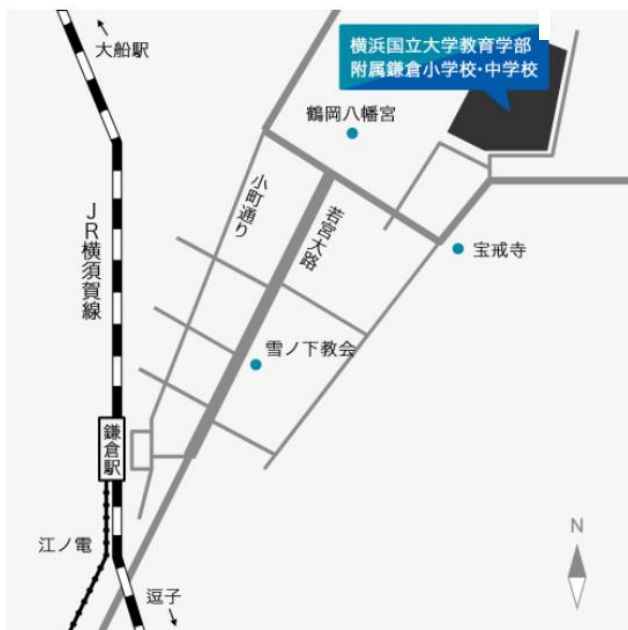 大船駅
横浜国立大学教育学部
附属鎌倉小学校・中学校
鶴岡八幡宮
小町通り
若宮大路
JR横須賀線
宝戒寺
雪ノ下教会
鎌倉駅
N
江ノ電
逗子